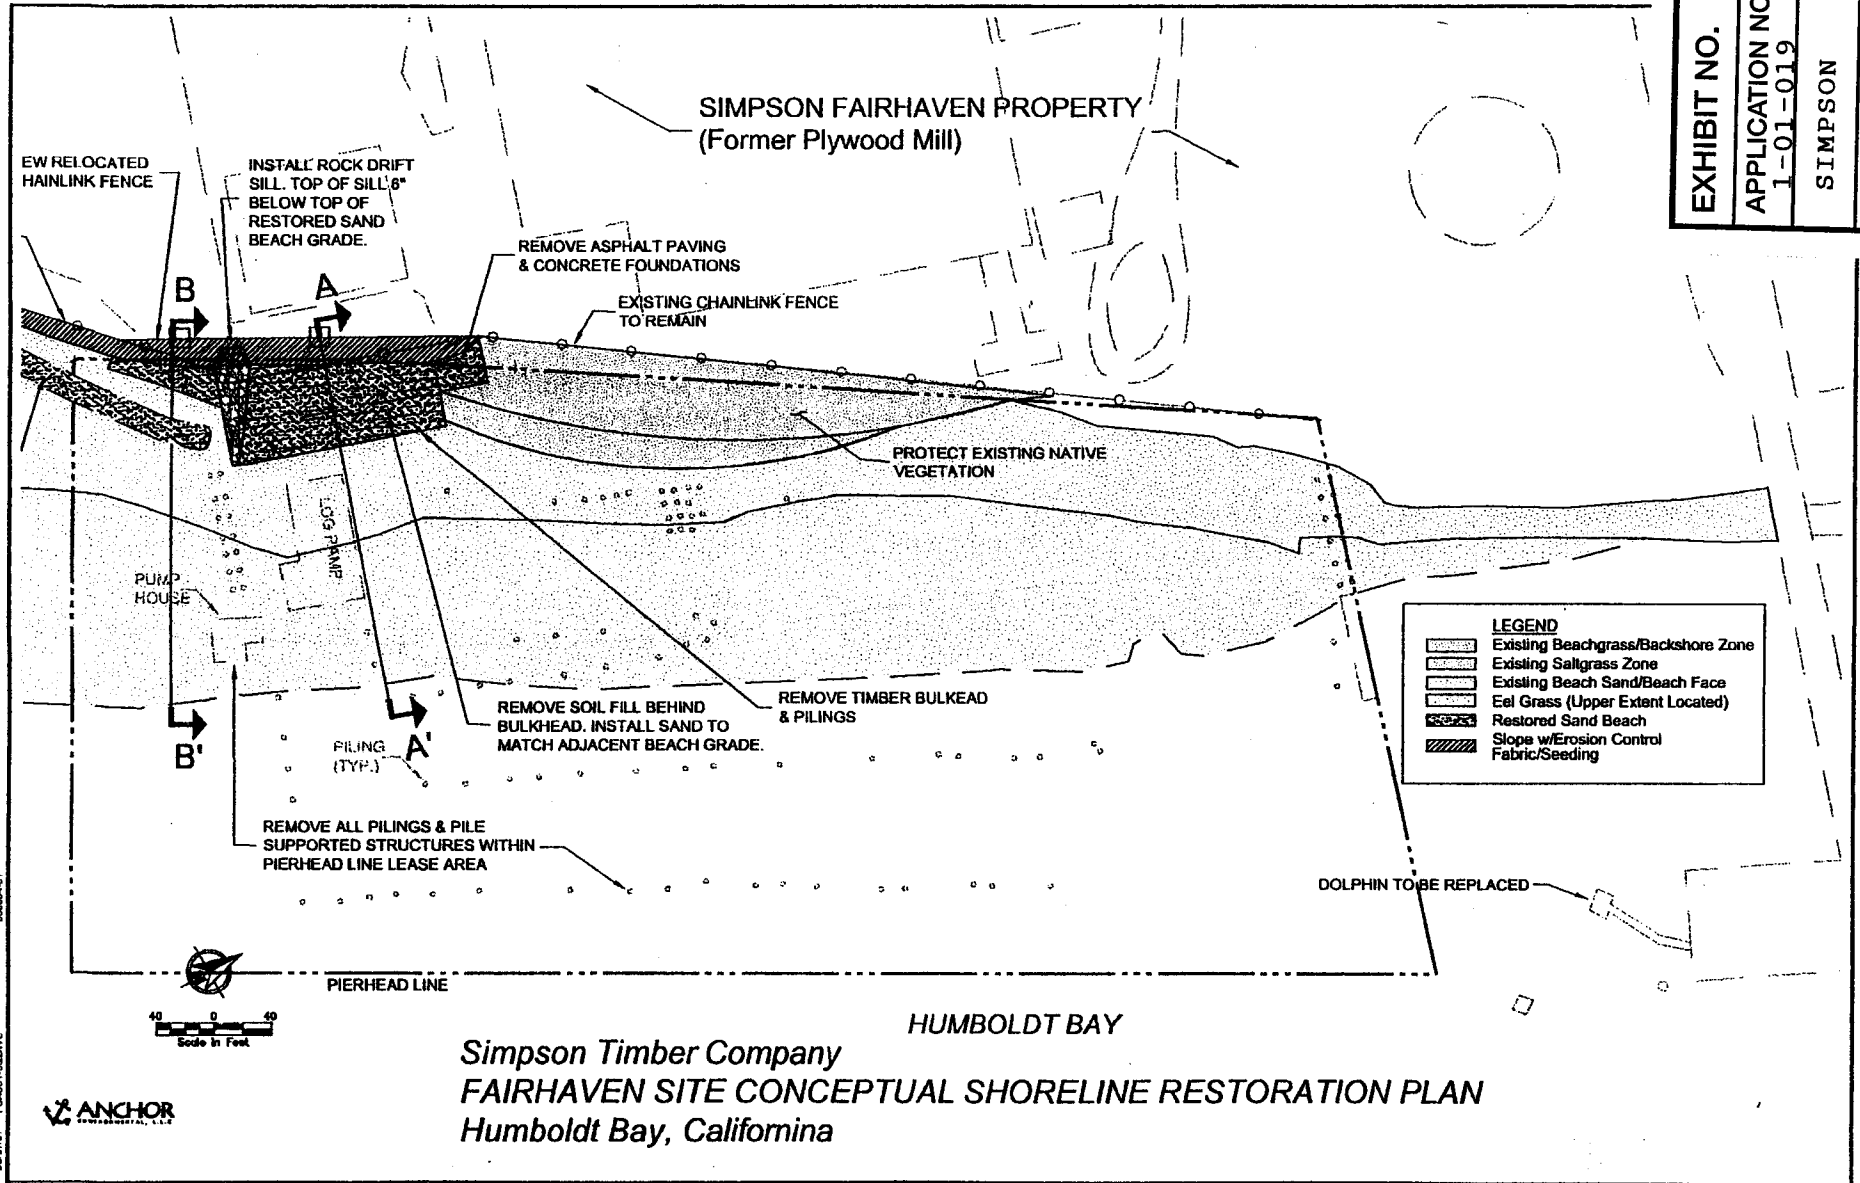 EXHIBIT NO.
APPLICATION NO
1-01-019
SIMPSON
SIMPSON FAIRHAVEN PROPERTY
(Former Plywood Mill)
EW RELOCATED
HAINLINK FENCE
INSTALL ROCK DRIFT
SILL. TOP OF SILL 6"
BELOW TOP OF
RESTORED SAND
BEACH GRADE.
REMOVE ASPHALT PAVING
& CONCRETE FOUNDATIONS
EXISTING CHAINLINK FENCE
TO REMAIN
B
A
PROTECT EXISTING NATIVE
VEGETATION
LOG RAMP
PUMP
HOUSE
LEGEND
Existing Beachgrass/Backshore Zone
Existing Saltgrass Zone
Existing Beach Sand/Beach Face
Eel Grass (Upper Extent Located)
Restored Sand Beach
Slope w/Erosion Control
Fabric/Seeding
REMOVE SOIL FILL BEHIND
BULKHEAD. INSTALL SAND TO
MATCH ADJACENT BEACH GRADE.
REMOVE TIMBER BULKEAD
& PILINGS
B'
A'
PILING
(TYP.)
REMOVE ALL PILINGS & PILE
SUPPORTED STRUCTURES WITHIN
PIERHEAD LINE LEASE AREA
DOLPHIN TO BE REPLACED
PIERHEAD LINE
40 0 40
Scale in Feet
HUMBOLDT BAY
Simpson Timber Company
FAIRHAVEN SITE CONCEPTUAL SHORELINE RESTORATION PLAN
Humboldt Bay, Califomina
ANCHOR
ENVIRONMENTAL, L.L.C.